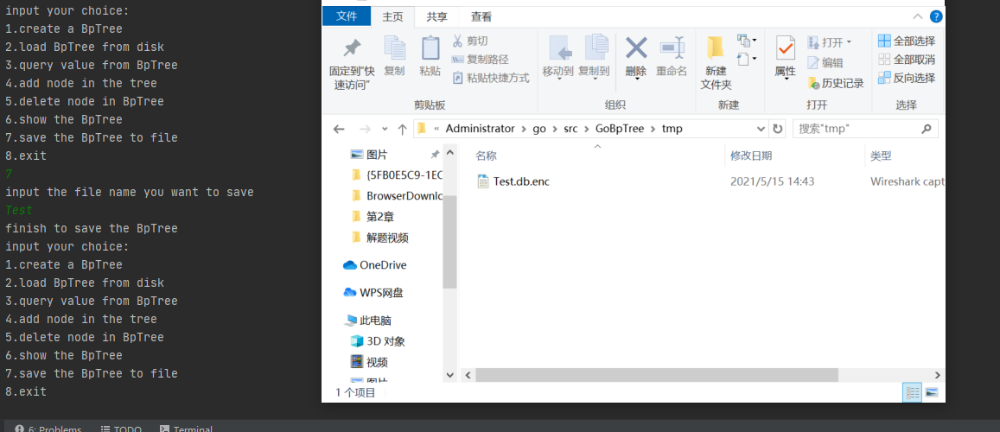 input your choice:
1.create a BpTree
2.load BpTree from disk
3.query value from BpTree
4.add node in the tree
5.delete node in BpTree
6.show the BpTree
7.save the BpTree to file
8.exit
7
input the file name you want to save
Test
finish to save the BpTree
input your choice:
1.create a BpTree
2.load BpTree from disk
3.query value from BpTree
4.add node in the tree
5.delete node in BpTree
6.show the BpTree
7.save the BpTree to file
8.exit
6: Problems
TODO
Terminal
文件
主页
共享
查看
固定到"快
速访问"
复制
粘贴
剪切
复制路径
粘贴快捷方式
剪贴板
移动到
复制到
删除
重命名
组织
新建
文件夹
新建
属性
打开
编辑
历史记录
打开
全部选择
全部取消
反向选择
选择
« Administrator > go > src > GoBpTree > tmp
搜索"tmp"
图片
{5FB0E5C9-1EC
BrowserDownlc
第2章
解题视频
OneDrive
WPS网盘
此电脑
3D 对象
视频
图片
名称
修改日期
类型
Test.db.enc
2021/5/15 14:43
Wireshark capt
1 个项目